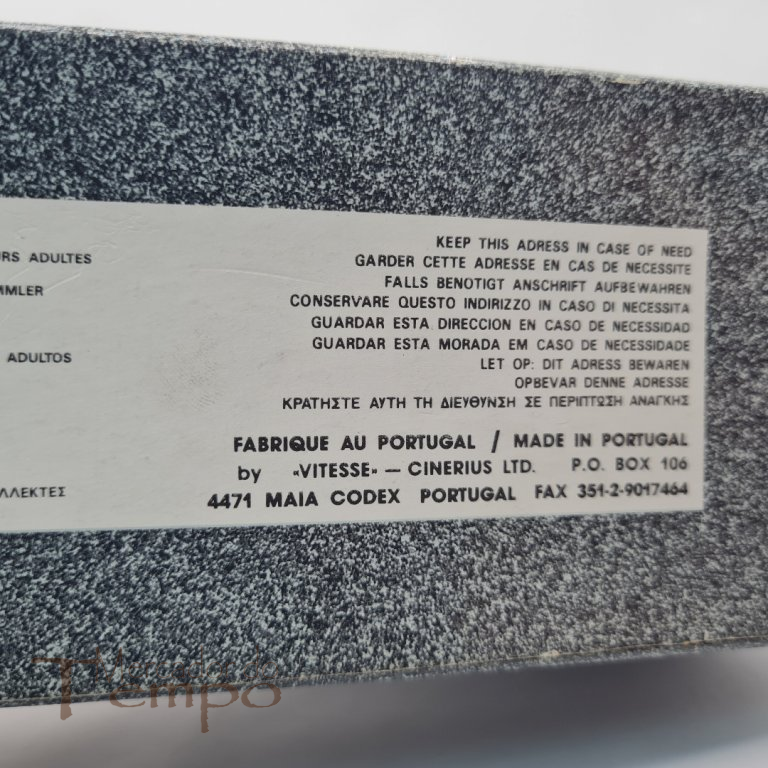 URS ADULTES
MMLER
ADULTOS
ΛΛΕΚΤΕΣ
KEEP THIS ADRESS IN CASE OF NEED
GARDER CETTE ADRESSE EN CAS DE NECESSITE
FALLS BENOTIGT ANSCHRIFT AUFBEWAHREN
CONSERVARE QUESTO INDIRIZZO IN CASO DI NECESSITA
GUARDAR ESTA DIRECCION EN CASO DE NECESSIDAD
GUARDAR ESTA MORADA EM CASO DE NECESSIDADE
LET OP: DIT ADRESS BEWAREN
OPBEVAR DENNE ADRESSE
ΚΡΑΤΗΣΤΕ ΑΥΤΗ ΤΗ ΔΙΕΥΘΥΝΣΗ ΣΕ ΠΕΡΙΠΤΩΣΗ ΑΝΑΓΚΗΣ
FABRIQUE AU PORTUGAL / MADE IN PORTUGAL
by «VITESSE» — CINERIUS LTD. P.O. BOX 106
4471 MAIA CODEX PORTUGAL FAX 351-2-9017464
Tempo